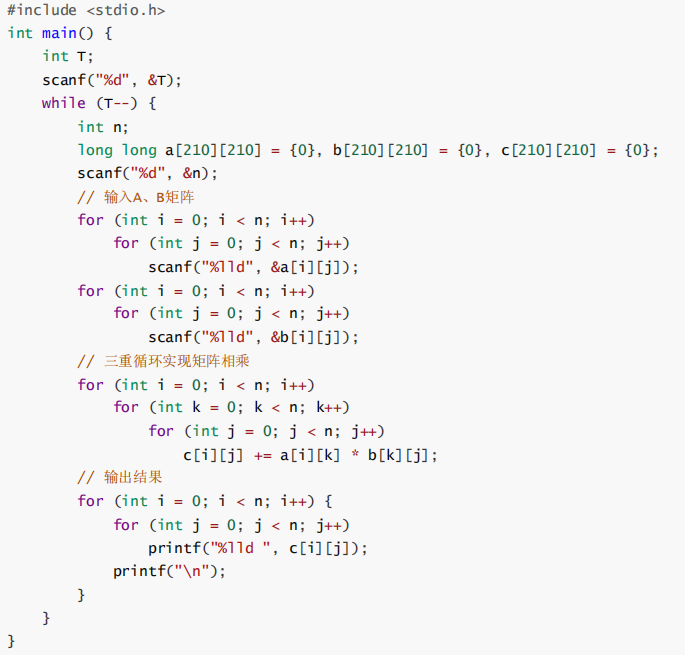 #include <stdio.h>
int main() {
    int T;
    scanf("%d", &T);
    while (T--) {
        int n;
        long long a[210][210] = {0}, b[210][210] = {0}, c[210][210] = {0};
        scanf("%d", &n);
        // 输入A、B矩阵
        for (int i = 0; i < n; i++)
            for (int j = 0; j < n; j++)
                scanf("%lld", &a[i][j]);
        for (int i = 0; i < n; i++)
            for (int j = 0; j < n; j++)
                scanf("%lld", &b[i][j]);
        // 三重循环实现矩阵相乘
        for (int i = 0; i < n; i++)
            for (int k = 0; k < n; k++)
                for (int j = 0; j < n; j++)
                    c[i][j] += a[i][k] * b[k][j];
        // 输出结果
        for (int i = 0; i < n; i++) {
            for (int j = 0; j < n; j++)
                printf("%lld ", c[i][j]);
            printf("\n");
        }
    }
}